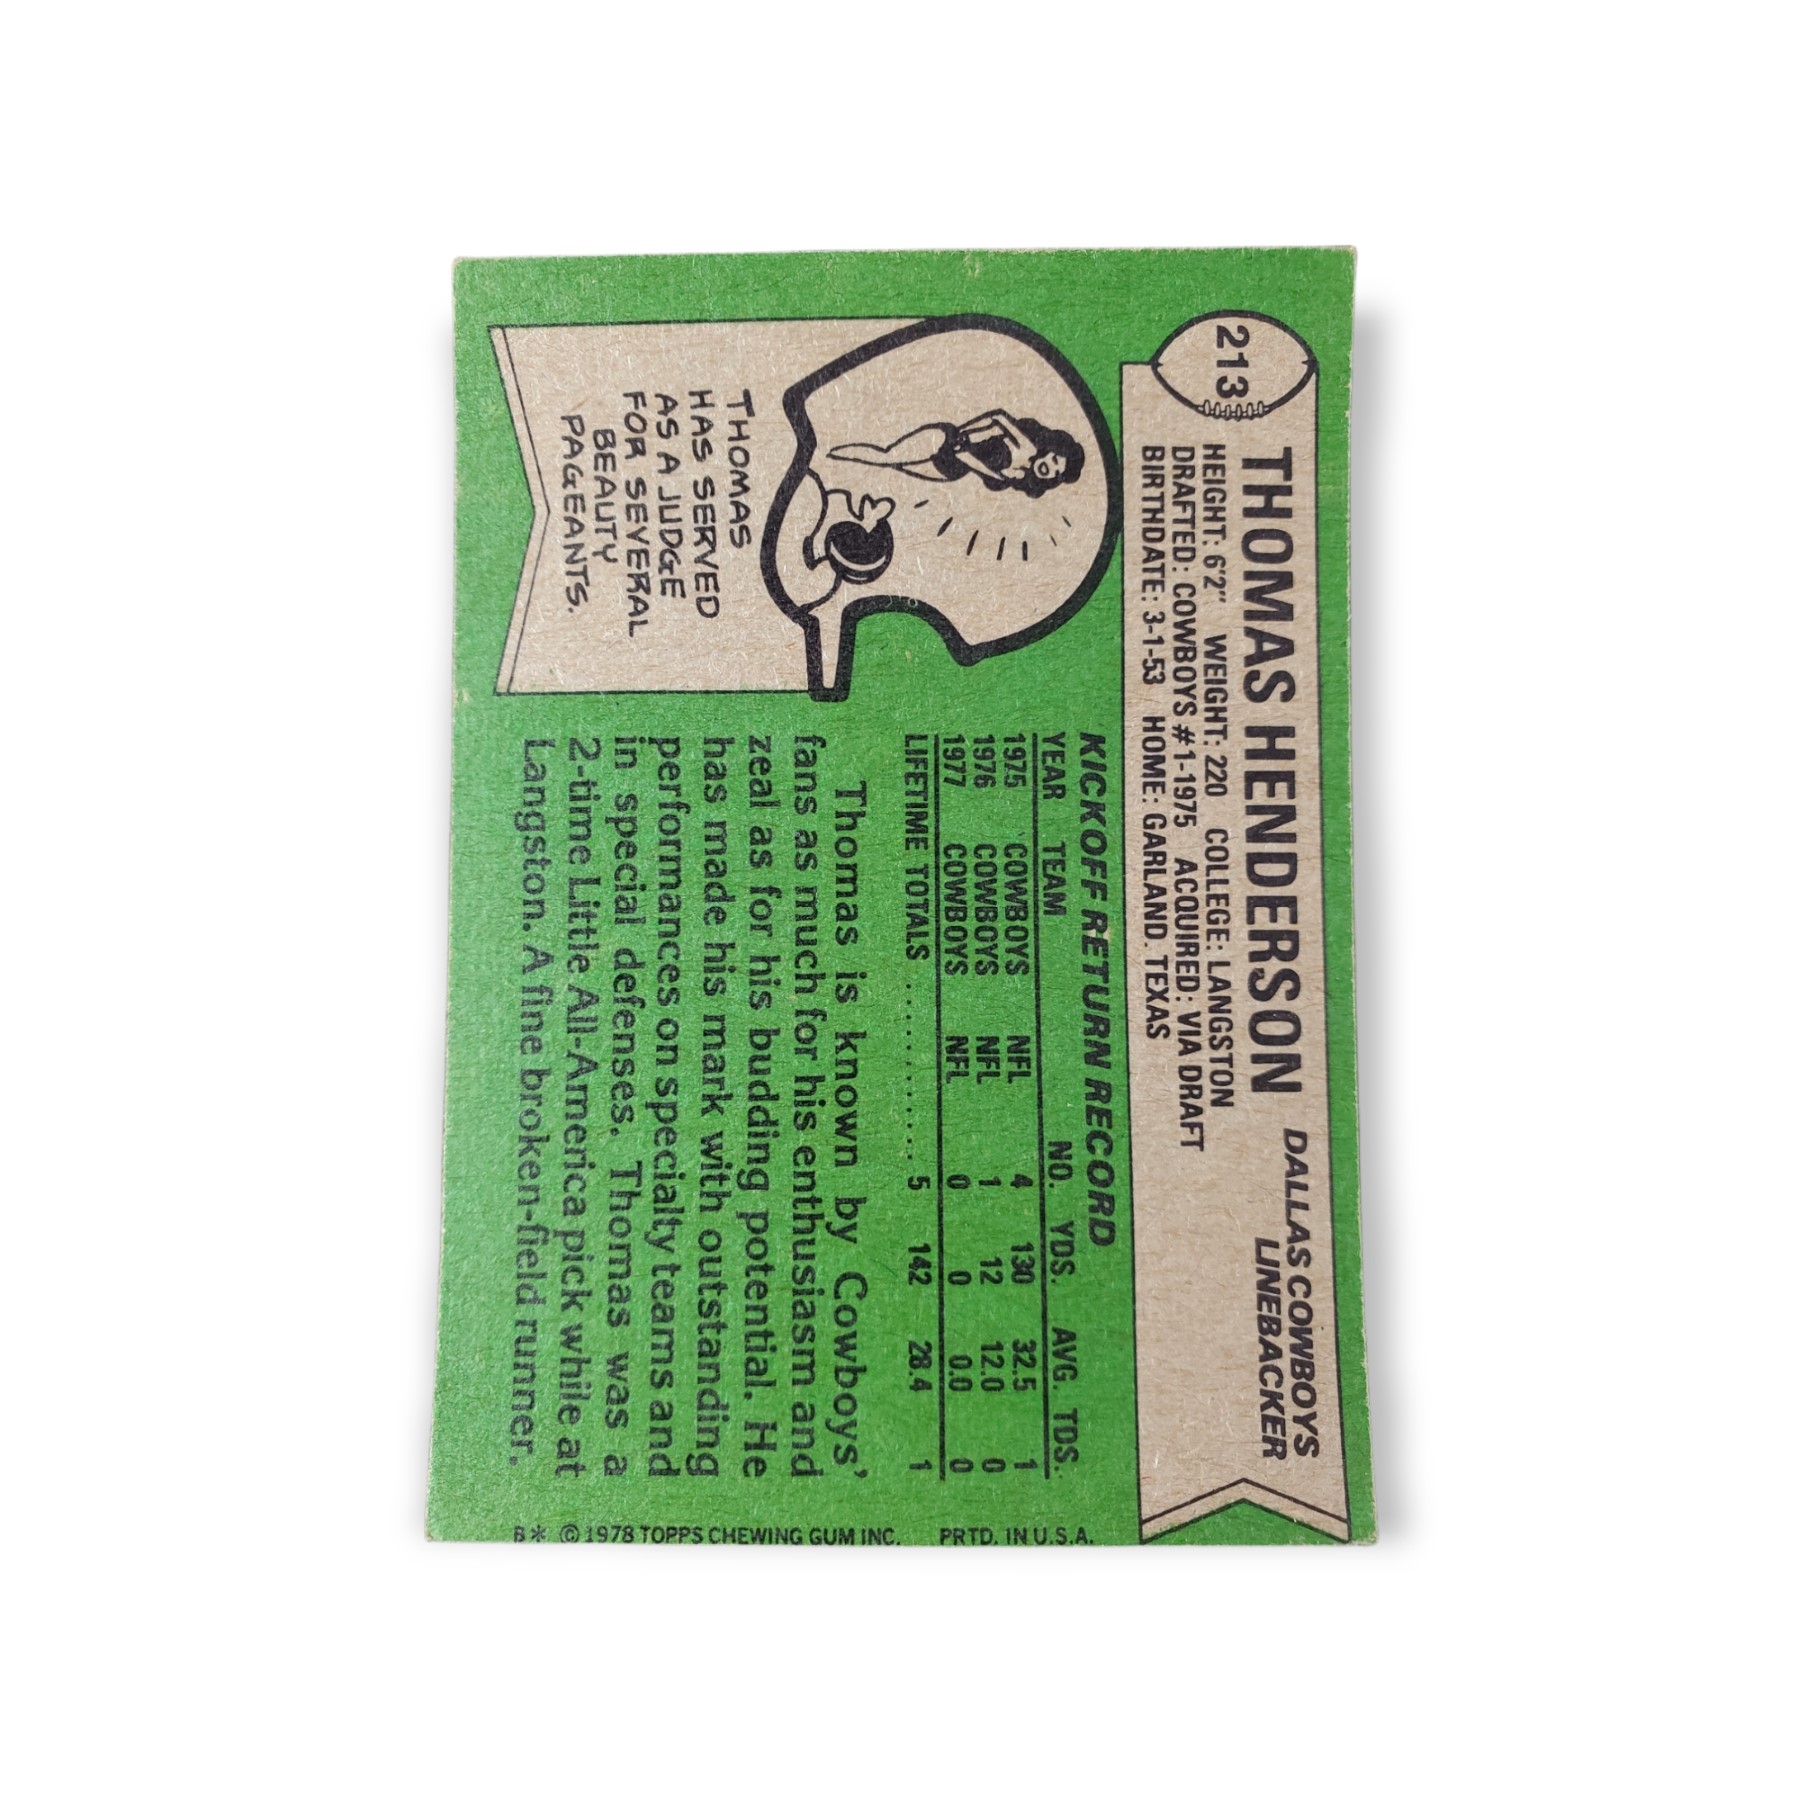 213
THOMAS HENDERSON
DALLAS COWBOYS
LINEBACKER
HEIGHT: 6'2" WEIGHT: 220 COLLEGE: LANGSTON
DRAFTED: COWBOYS #1-1975 ACQUIRED: VIA DRAFT
BIRTHDATE: 3-1-53 HOME: GARLAND, TEXAS
THOMAS
HAS SERVED
AS A JUDGE
FOR SEVERAL
BEAUTY
PAGEANTS.
KICKOFF RETURN RECORD
YEAR TEAM NO. YDS. AVG. TDS.
1975 COWBOYS NFL 4 130 32.5 1
1976 COWBOYS NFL 1 12 12.0 0
1977 COWBOYS NFL 0 0 0.0 0
LIFETIME TOTALS ............ 5 142 28.4 1
Thomas is known by Cowboys'
fans as much for his enthusiasm and
zeal as for his budding potential. He
has made his mark with outstanding
performances on specialty teams and
in special defenses. Thomas was a
2-time Little All-America pick while at
Langston. A fine broken-field runner.
B* © 1978 TOPPS CHEWING GUM INC. PRTD. IN U.S.A.